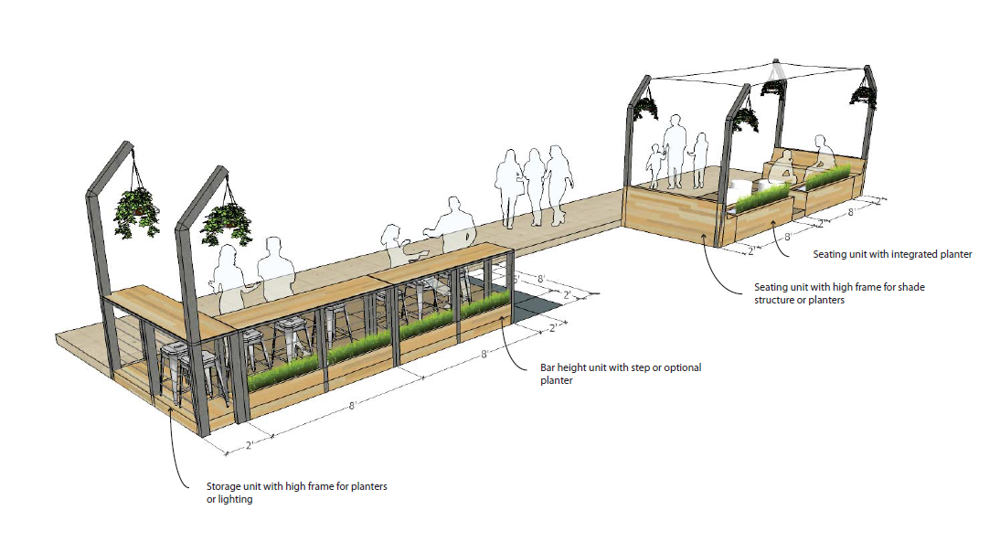 2'
8'
2'
8'
2'
Seating unit with integrated planter
Seating unit with high frame for shade
structure or planters
8'
2'
2'
8'
8'
2'
Bar height unit with step or optional
planter
Storage unit with high frame for planters
or lighting